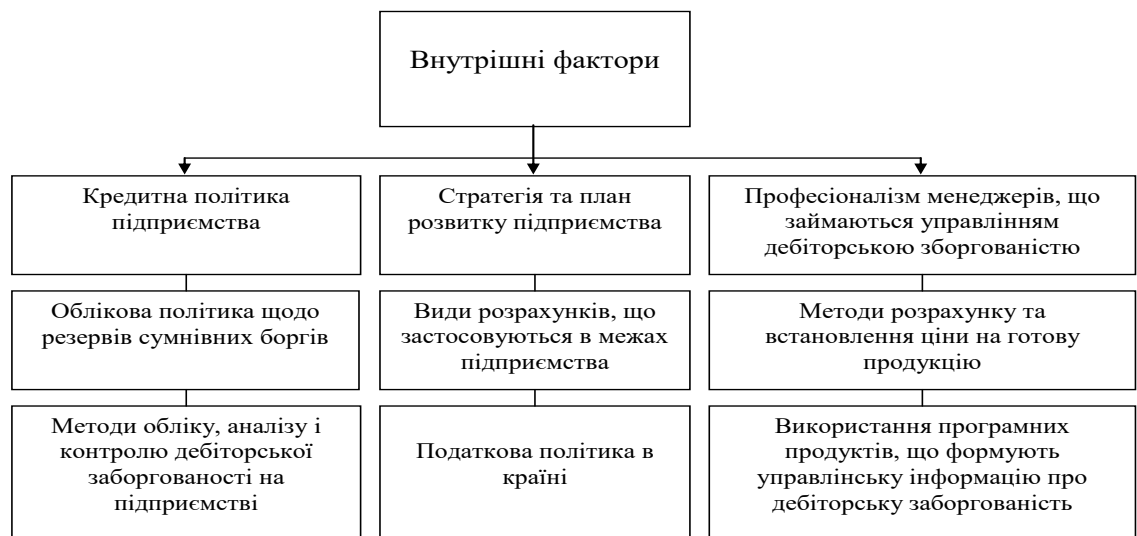 Внутрішні фактори
Кредитна політика
підприємства
Стратегія та план
розвитку підприємства
Професіоналізм менеджерів, що
займаються управлінням
дебіторською зборгованістю
Облікова політика щодо
резервів сумнівних боргів
Види розрахунків, що
застосовуються в межах
підприємства
Методи розрахунку та
встановлення ціни на готову
продукцію
Методи обліку, аналізу і
контролю дебіторської
заборгованості на
підприємстві
Податкова політика в
країні
Використання програмних
продуктів, що формують
управлінську інформацію про
дебіторську заборгованість